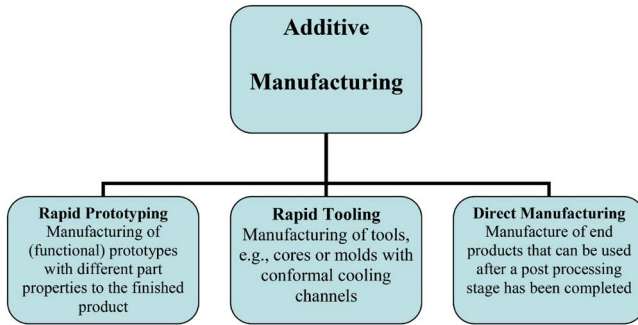 Additive
Manufacturing
Rapid Prototyping
Manufacturing of
(functional) prototypes
with different part
properties to the finished
product
Rapid Tooling
Manufacturing of tools,
e.g., cores or molds with
conformal cooling
channels
Direct Manufacturing
Manufacture of end
products that can be used
after a post processing
stage has been completed